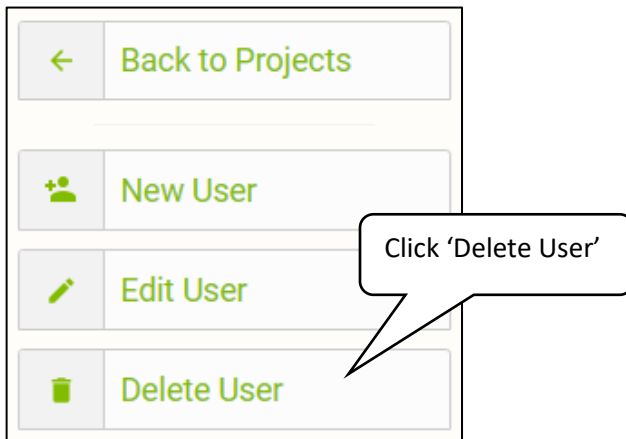 Back to Projects
New User
Click ‘Delete User’
Edit User
Delete User